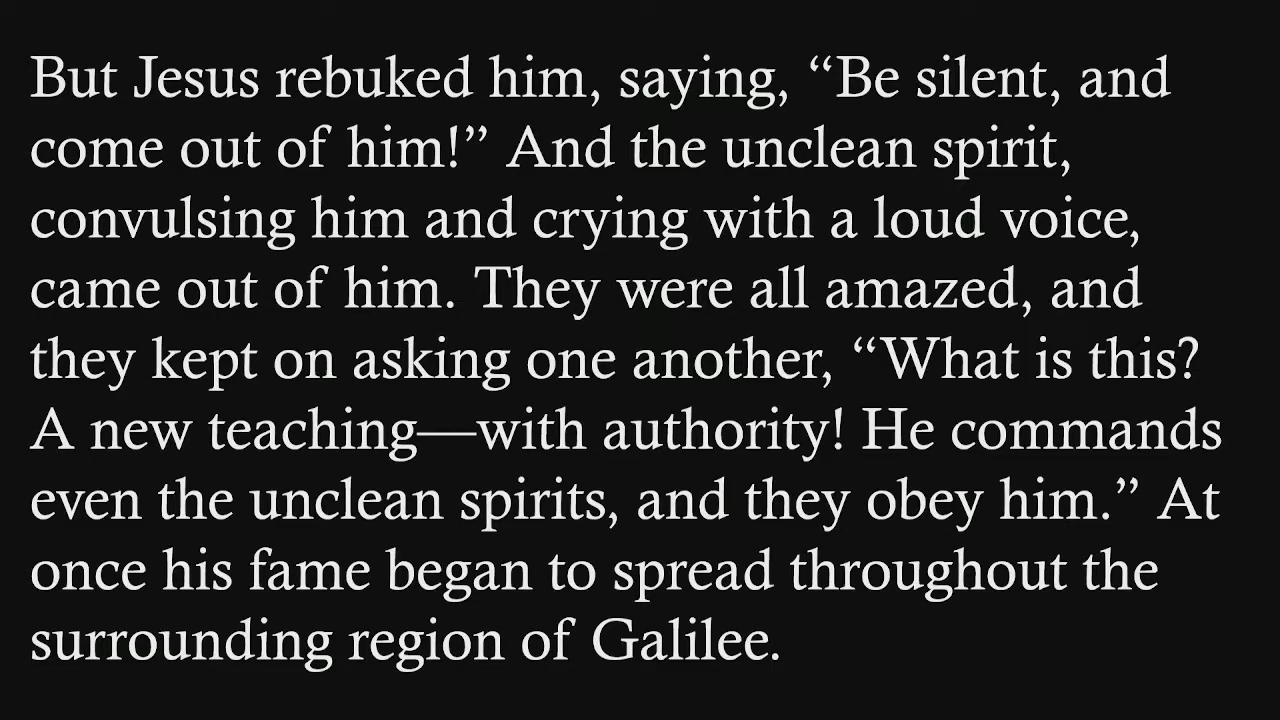 But Jesus rebuked him, saying, “Be silent, and
come out of him!” And the unclean spirit,
convulsing him and crying with a loud voice,
came out of him. They were all amazed, and
they kept on asking one another, “What is this?
A new teaching—with authority! He commands
even the unclean spirits, and they obey him.” At
once his fame began to spread throughout the
surrounding region of Galilee.